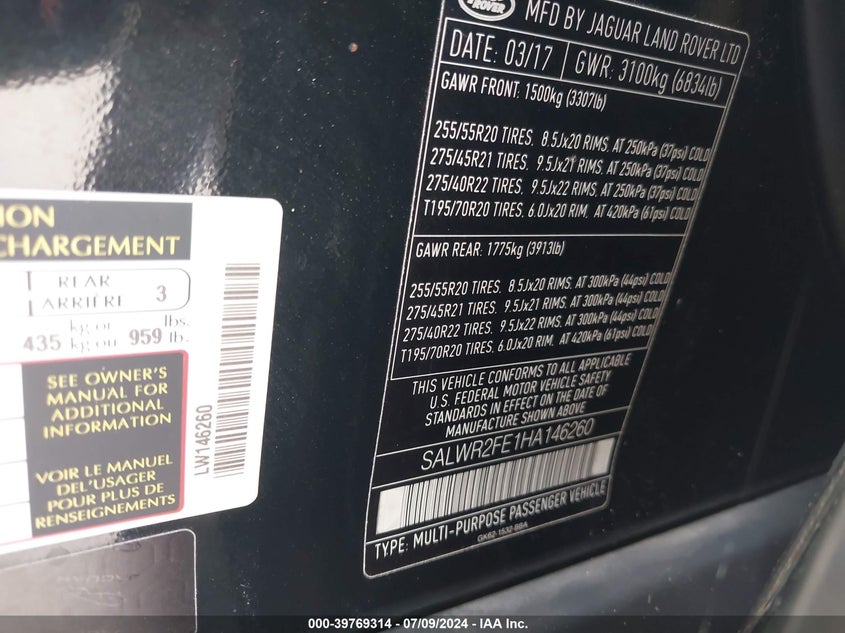 ROVER
MFD BY JAGUAR LAND ROVER LTD
DATE: 03/17 GWR: 3100kg (6834lb)
GAWR FRONT: 1500kg (3307lb)
255/55R20 TIRES. 8.5Jx20 RIMS. AT 250kPa (37psi) COLD
275/45R21 TIRES. 9.5Jx21 RIMS. AT 250kPa (37psi) COLD
275/40R22 TIRES. 9.5Jx22 RIMS. AT 250kPa (37psi) COLD
T195/70R20 TIRES. 6.0Jx20 RIM. AT 420kPa (61psi) COLD
GAWR REAR: 1775kg (3913lb)
255/55R20 TIRES. 8.5Jx20 RIMS. AT 300kPa (44psi) COLD
275/45R21 TIRES. 9.5Jx21 RIMS. AT 300kPa (44psi) COLD
275/40R22 TIRES. 9.5Jx22 RIMS. AT 300kPa (44psi) COLD
T195/70R20 TIRES. 6.0Jx20 RIM. AT 420kPa (61psi) COLD
THIS VEHICLE CONFORMS TO ALL APPLICABLE
U.S. FEDERAL MOTOR VEHICLE SAFETY
STANDARDS IN EFFECT ON THE DATE OF
MANUFACTURE SHOWN ABOVE
SALWR2FE1HA146260
TYPE: MULTI-PURPOSE PASSENGER VEHICLE
GK62-1532-BBA
ION
CHARGEMENT
REAR
ARRIÈRE 3
435 kg or 959 lbs.
kg ou lb.
SEE OWNER'S
MANUAL FOR
ADDITIONAL
INFORMATION
VOIR LE MANUEL
DEL'USAGER
POUR PLUS DE
RENSEIGNEMENTS
LW146260
JAGUAR
000-39769314 - 07/09/2024 - IAA Inc.